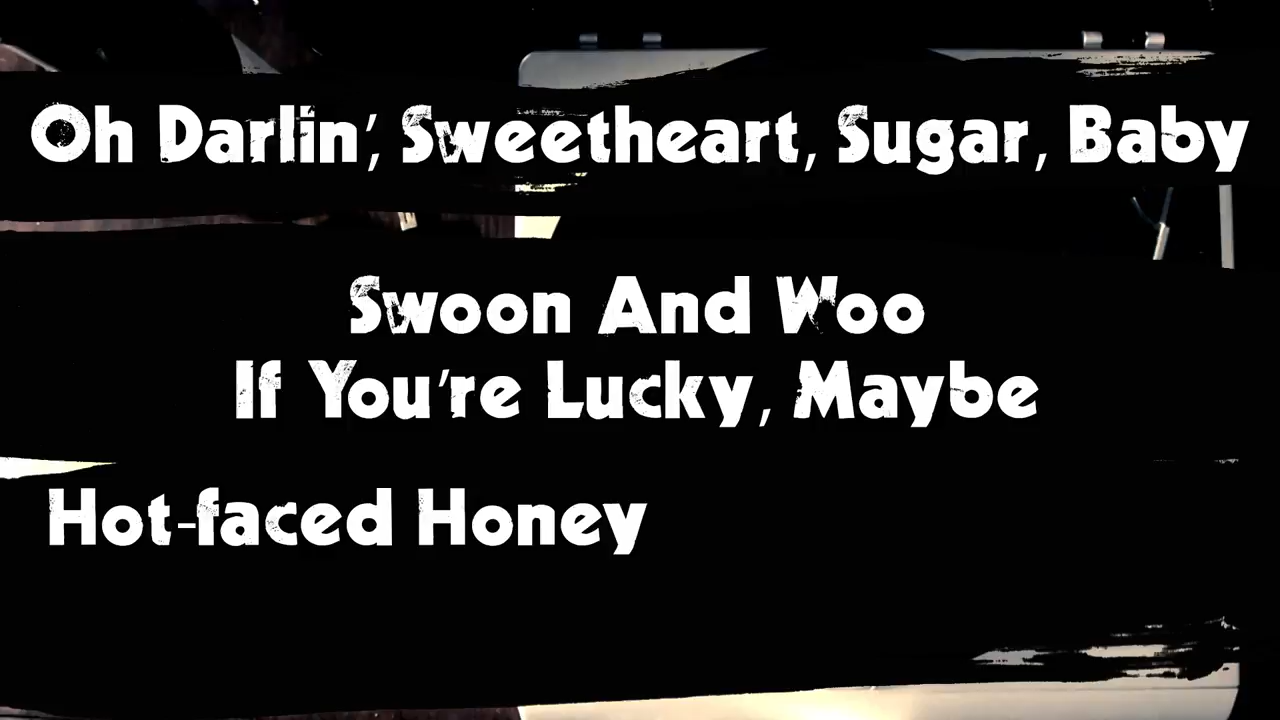 Oh Darlin', Sweetheart, Sugar, Baby
Swoon And Woo
If You're Lucky, Maybe
Hot-faced Honey